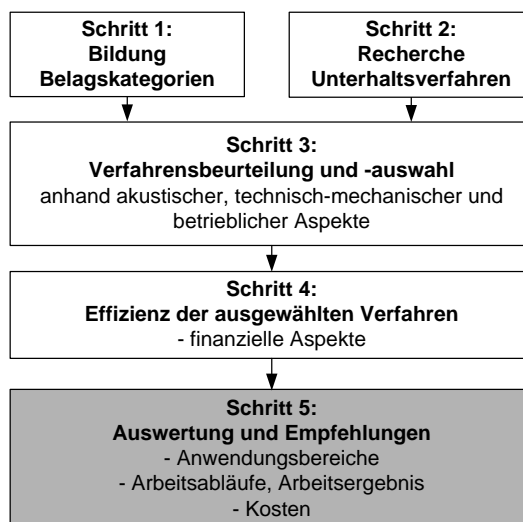 Schritt 1:
Bildung
Belagskategorien
Schritt 2:
Recherche
Unterhaltsverfahren
Schritt 3:
Verfahrensbeurteilung und -auswahl
anhand akustischer, technisch-mechanischer und
betrieblicher Aspekte
Schritt 4:
Effizienz der ausgewählten Verfahren
- finanzielle Aspekte
Schritt 5:
Auswertung und Empfehlungen
- Anwendungsbereiche
- Arbeitsabläufe, Arbeitsergebnis
- Kosten